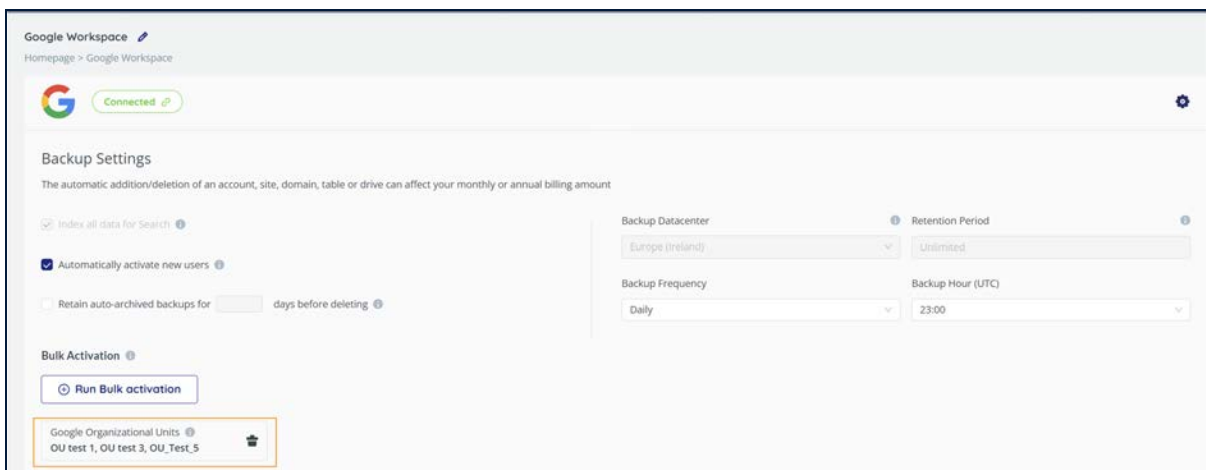 Google Workspace
Homepage > Google Workspace
Connected
Backup Settings
The automatic addition/deletion of an account, site, domain, table or drive can affect your monthly or annual billing amount
Index all data for Search
Automatically activate new users
Retain auto-archived backups for days before deleting
Backup Datacenter
Retention Period
Europe (Ireland)
Unlimited
Backup Frequency
Backup Hour (UTC)
Daily
23:00
Bulk Activation
Run Bulk activation
Google Organizational Units
OU test 1, OU test 3, OU_Test_5